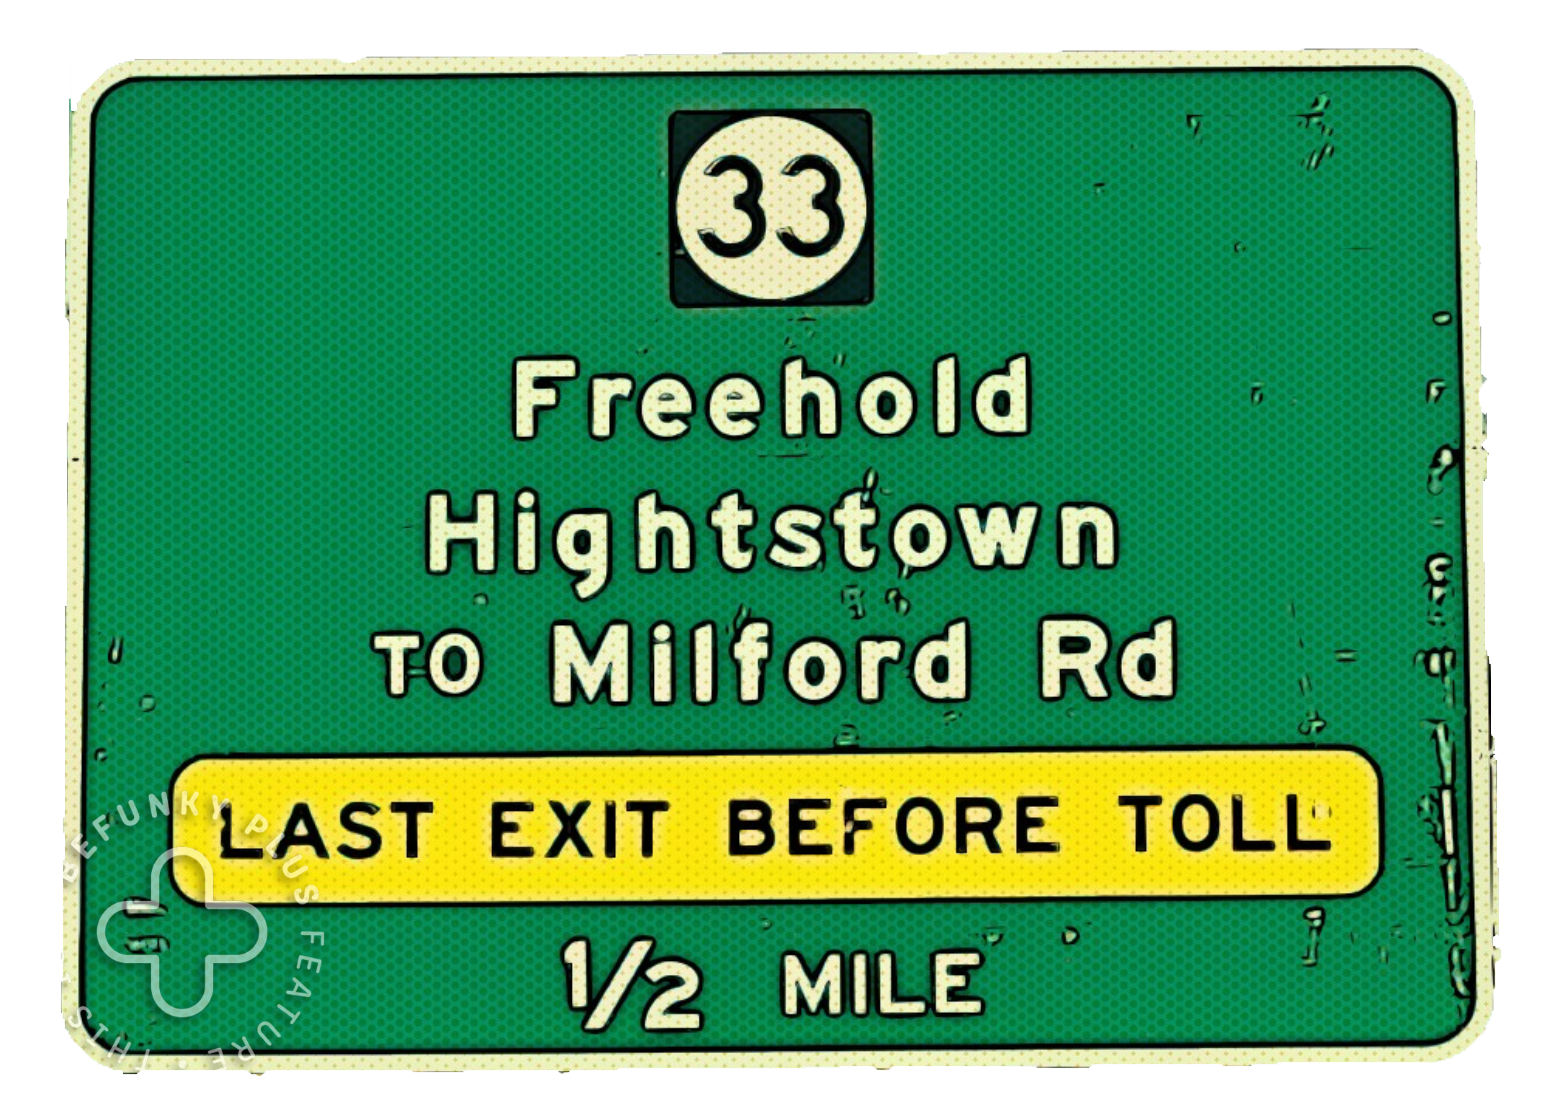 33
Freehold
Hightstown
TO Milford Rd
LAST EXIT BEFORE TOLL
1/2 MILE
BEFUNKY PLUS FEATURE • THIS